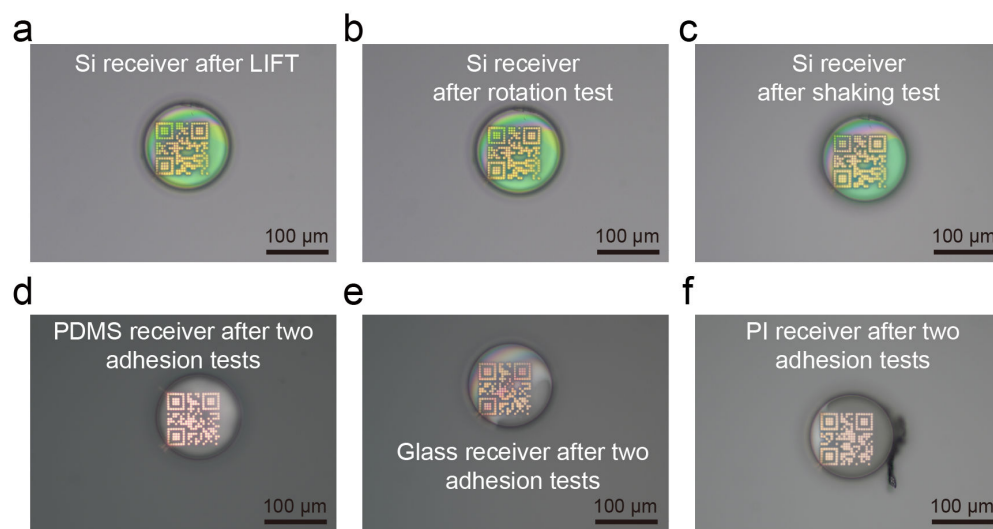 a
Si receiver after LIFT
100 μm
b
Si receiver
after rotation test
100 μm
c
Si receiver
after shaking test
100 μm
d
PDMS receiver after two
adhesion tests
100 μm
e
Glass receiver after two
adhesion tests
100 μm
f
PI receiver after two
adhesion tests
100 μm